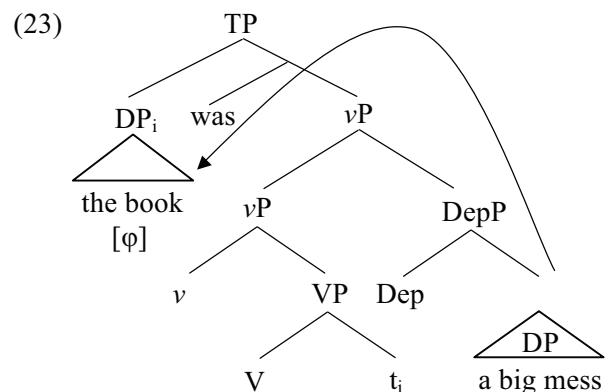 (23) TP
DPᵢ was vP
the book
[φ]
vP DepP
v VP Dep
DP
V tᵢ a big mess